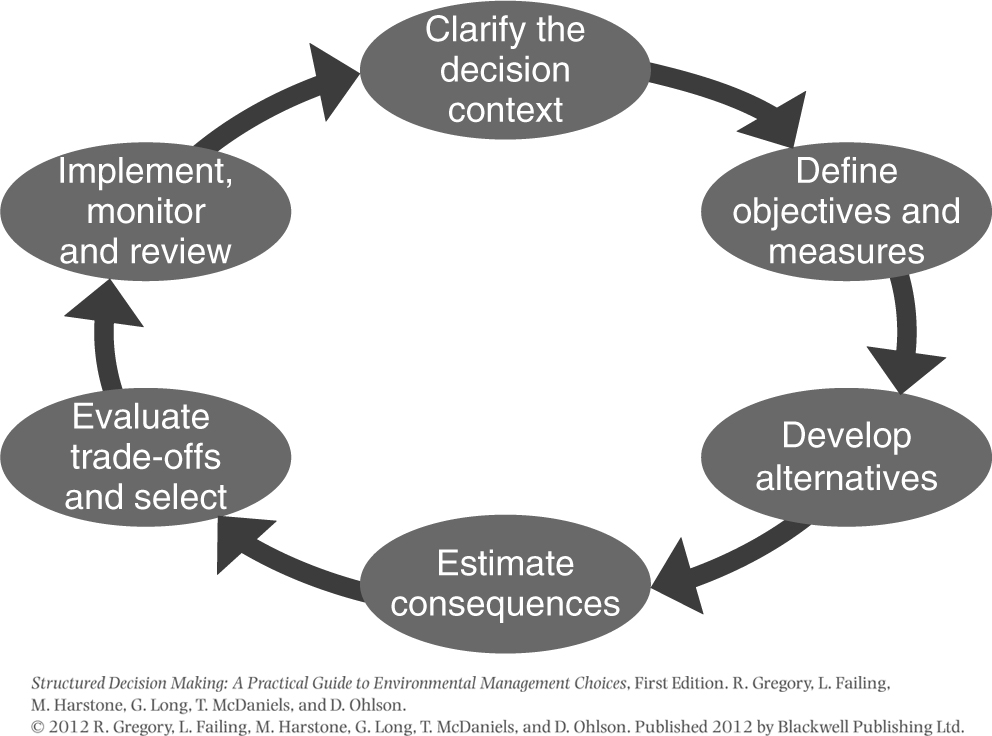 Clarify the
decision
context
Define
objectives and
measures
Develop
alternatives
Estimate
consequences
Evaluate
trade-offs
and select
Implement,
monitor
and review
Structured Decision Making: A Practical Guide to Environmental Management Choices, First Edition. R. Gregory, L. Failing,
M. Harstone, G. Long, T. McDaniels, and D. Ohlson.
© 2012 R. Gregory, L. Failing, M. Harstone, G. Long, T. McDaniels, and D. Ohlson. Published 2012 by Blackwell Publishing Ltd.